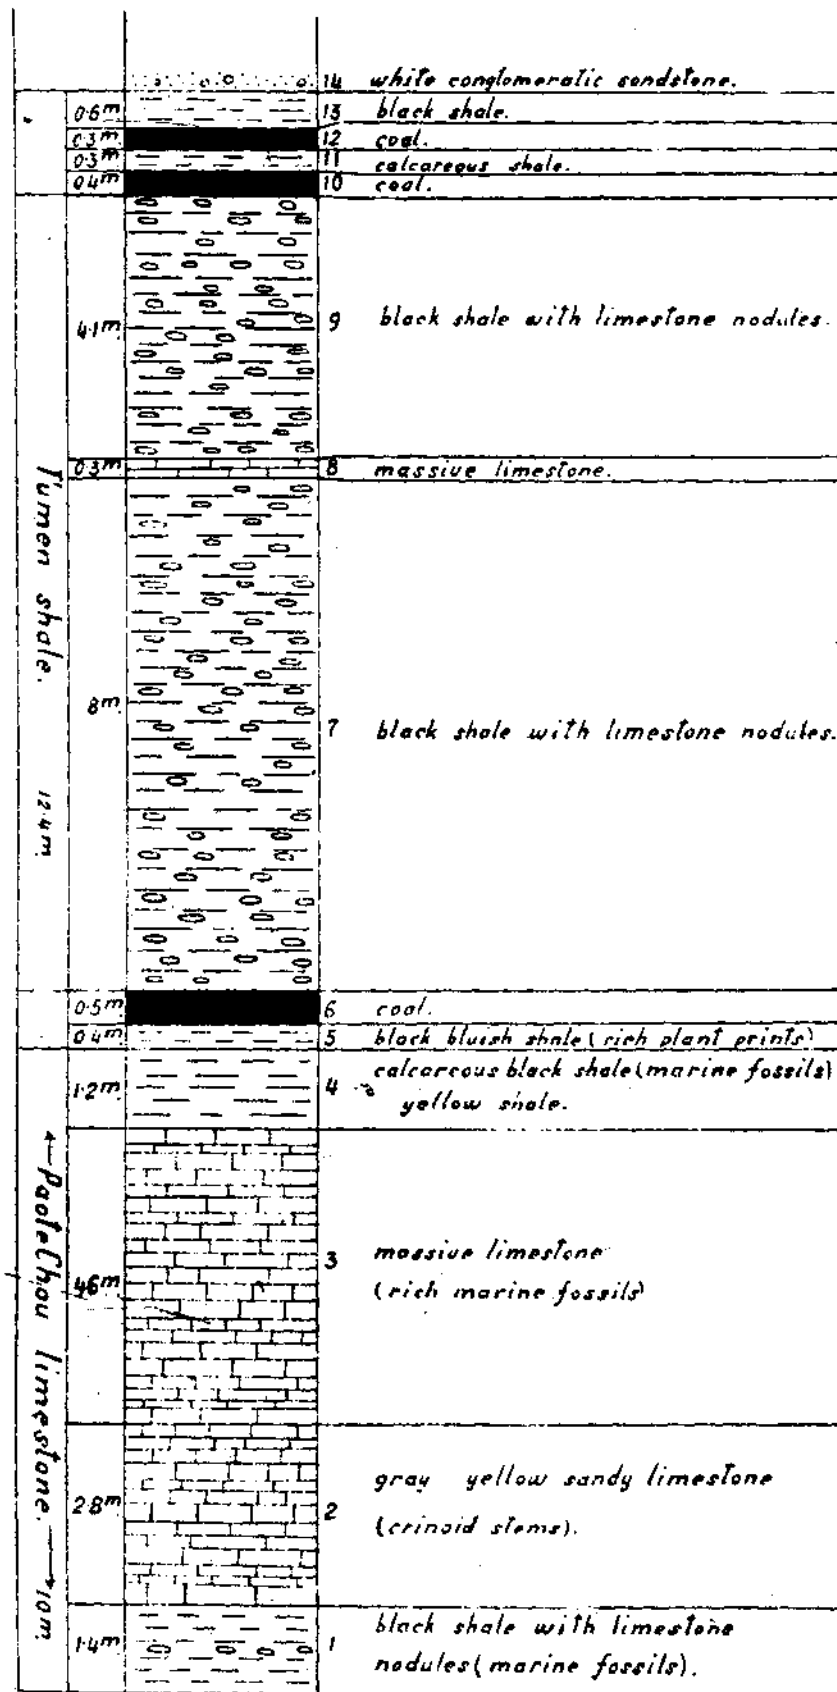 14 white conglomeratic sandstone.
0.6m 13 black shale.
0.3m 12 coal.
0.3m 11 calcareous shale.
0.4m 10 coal.
4.1m 9 black shale with limestone nodules.
0.3m 8 massive limestone.
Tumen shale. 12.4m
8m 7 black shale with limestone nodules.
0.5m 6 coal.
0.4m 5 black bluish shale (rich plant prints)
1.2m 4 calcareous black shale (marine fossils)
yellow shale.
PaoteChou limestone. 10m
4.6m 3 massive limestone
(rich marine fossils)
2.8m 2 gray yellow sandy limestone
(crinoid stems).
1.4m 1 black shale with limestone
nodules (marine fossils).